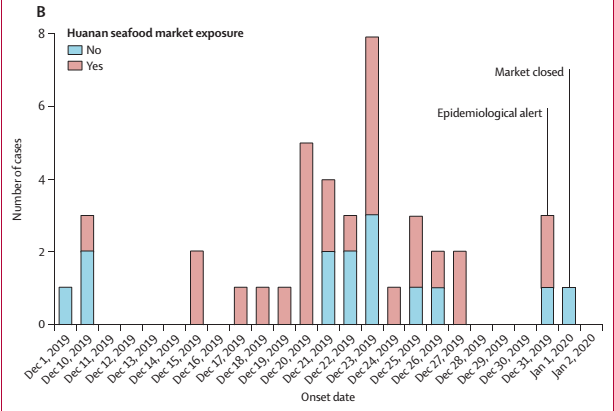 B
Huanan seafood market exposure
No
Yes
Market closed
Epidemiological alert
Number of cases
8
6
4
2
0
Dec 1, 2019
Dec 10, 2019
Dec 11, 2019
Dec 12, 2019
Dec 13, 2019
Dec 14, 2019
Dec 15, 2019
Dec 16, 2019
Dec 17, 2019
Dec 18, 2019
Dec 19, 2019
Dec 20, 2019
Dec 21, 2019
Dec 22, 2019
Dec 23, 2019
Dec 24, 2019
Dec 25, 2019
Dec 26, 2019
Dec 27, 2019
Dec 28, 2019
Dec 29, 2019
Dec 30, 2019
Dec 31, 2019
Jan 1, 2020
Jan 2, 2020
Onset date